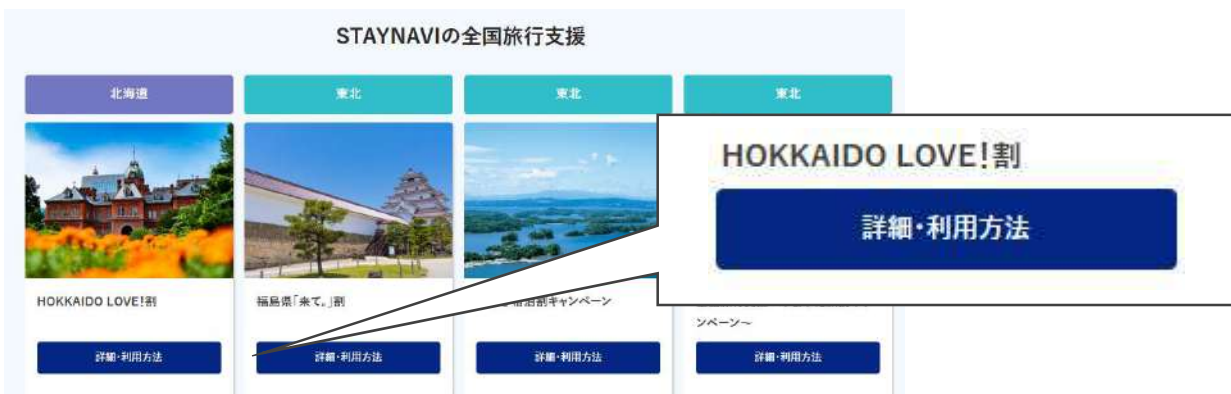 STAYNAVIの全国旅行支援
北海道
東北
東北
東北
HOKKAIDO LOVE!割
詳細・利用方法
HOKKAIDO LOVE!割
福島県「来て。」割
宿泊割キャンペーン
ンペーン〜
詳細・利用方法
詳細・利用方法
詳細・利用方法
詳細・利用方法